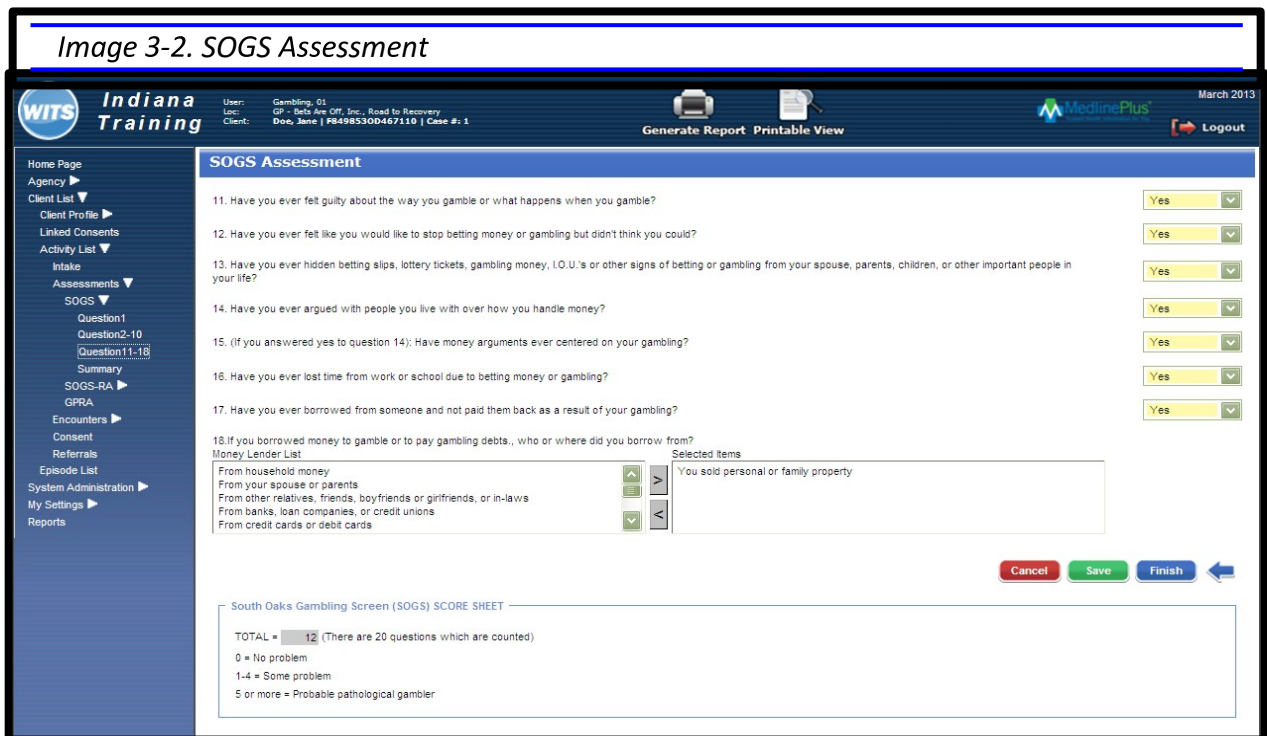 Image 3-2. SOGS Assessment
WITS
Indiana
Training
User: Gambling, 01
Loc: GP - Bets Are Off, Inc., Road to Recovery
Client: Doe, Jane | F8498530D467110 | Case #: 1
Generate Report Printable View
MedlinePlus
March 2013
Logout
Home Page
Agency
Client List
Client Profile
Linked Consents
Activity List
Intake
Assessments
SOGS
Question1
Question2-10
Question11-18
Summary
SOGS-RA
GPRA
Encounters
Consent
Referrals
Episode List
System Administration
My Settings
Reports
SOGS Assessment
11. Have you ever felt guilty about the way you gamble or what happens when you gamble? Yes
12. Have you ever felt like you would like to stop betting money or gambling but didn't think you could? Yes
13. Have you ever hidden betting slips, lottery tickets, gambling money, I.O.U.'s or other signs of betting or gambling from your spouse, parents, children, or other important people in
your life? Yes
14. Have you ever argued with people you live with over how you handle money? Yes
15. (If you answered yes to question 14): Have money arguments ever centered on your gambling? Yes
16. Have you ever lost time from work or school due to betting money or gambling? Yes
17. Have you ever borrowed from someone and not paid them back as a result of your gambling? Yes
18.If you borrowed money to gamble or to pay gambling debts., who or where did you borrow from?
Money Lender List
From household money
From your spouse or parents
From other relatives, friends, boyfriends or girlfriends, or in-laws
From banks, loan companies, or credit unions
From credit cards or debit cards
>
<
Selected Items
You sold personal or family property
Cancel Save Finish
South Oaks Gambling Screen (SOGS) SCORE SHEET
TOTAL = 12 (There are 20 questions which are counted)
0 = No problem
1-4 = Some problem
5 or more = Probable pathological gambler